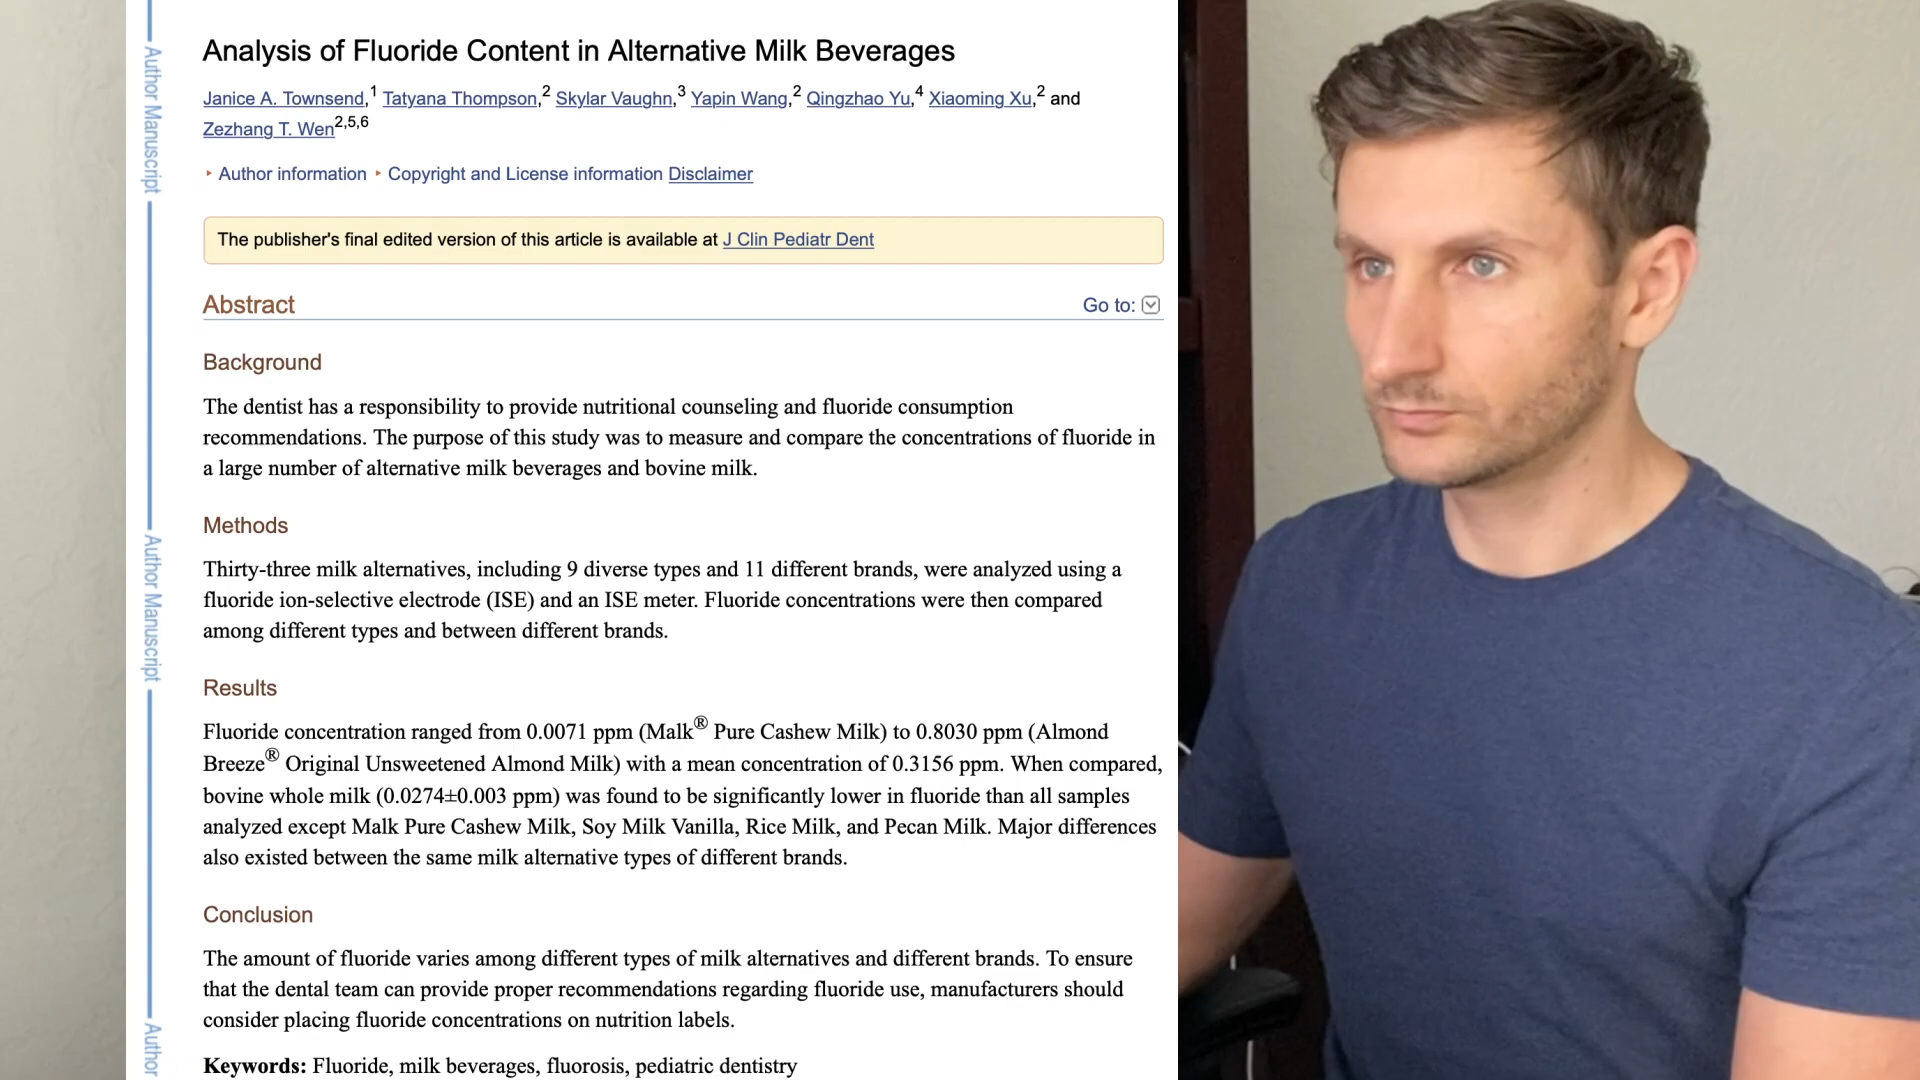 Analysis of Fluoride Content in Alternative Milk Beverages
Janice A. Townsend,1 Tatyana Thompson,2 Skylar Vaughn,3 Yapin Wang,2 Qingzhao Yu,4 Xiaoming Xu,2 and
Zezhang T. Wen2,5,6
‣ Author information ‣ Copyright and License information Disclaimer
The publisher's final edited version of this article is available at J Clin Pediatr Dent
Abstract
Go to:
Background
The dentist has a responsibility to provide nutritional counseling and fluoride consumption
recommendations. The purpose of this study was to measure and compare the concentrations of fluoride in
a large number of alternative milk beverages and bovine milk.
Methods
Thirty-three milk alternatives, including 9 diverse types and 11 different brands, were analyzed using a
fluoride ion-selective electrode (ISE) and an ISE meter. Fluoride concentrations were then compared
among different types and between different brands.
Results
Fluoride concentration ranged from 0.0071 ppm (Malk® Pure Cashew Milk) to 0.8030 ppm (Almond
Breeze® Original Unsweetened Almond Milk) with a mean concentration of 0.3156 ppm. When compared,
bovine whole milk (0.0274±0.003 ppm) was found to be significantly lower in fluoride than all samples
analyzed except Malk Pure Cashew Milk, Soy Milk Vanilla, Rice Milk, and Pecan Milk. Major differences
also existed between the same milk alternative types of different brands.
Conclusion
The amount of fluoride varies among different types of milk alternatives and different brands. To ensure
that the dental team can provide proper recommendations regarding fluoride use, manufacturers should
consider placing fluoride concentrations on nutrition labels.
Keywords: Fluoride, milk beverages, fluorosis, pediatric dentistry
Author Manuscript
Author Manuscript
Author